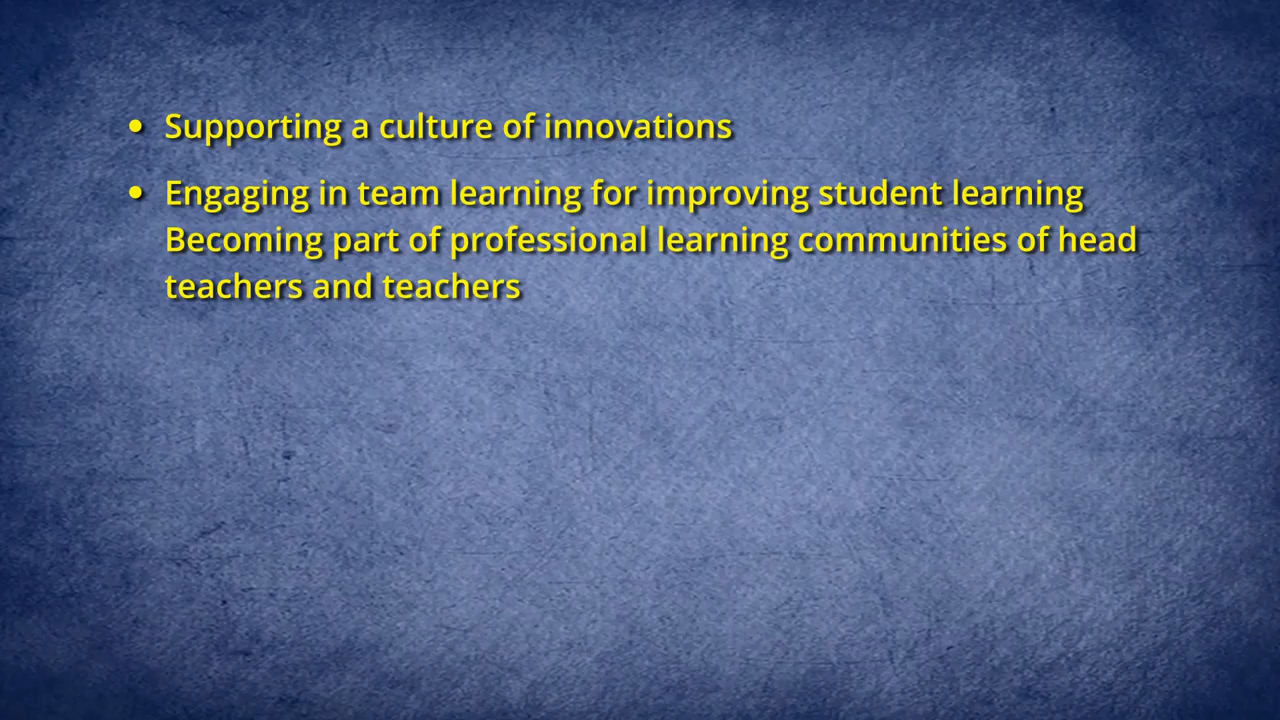 • Supporting a culture of innovations
• Engaging in team learning for improving student learning
Becoming part of professional learning communities of head
teachers and teachers